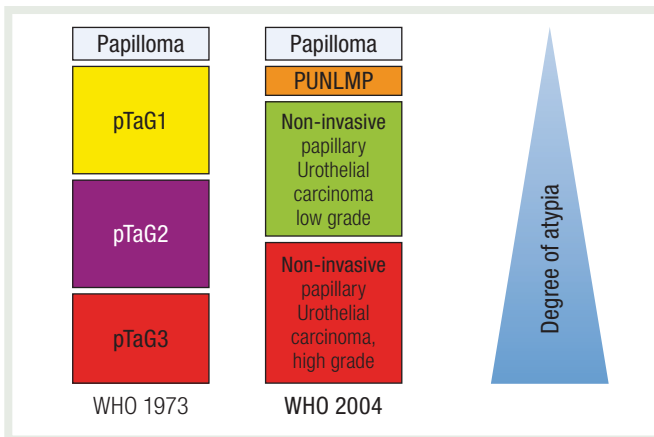 Papilloma
pTaG1
pTaG2
pTaG3
WHO 1973
Papilloma
PUNLMP
Non-invasive
papillary
Urothelial
carcinoma
low grade
Non-invasive
papillary
Urothelial
carcinoma,
high grade
WHO 2004
Degree of atypia